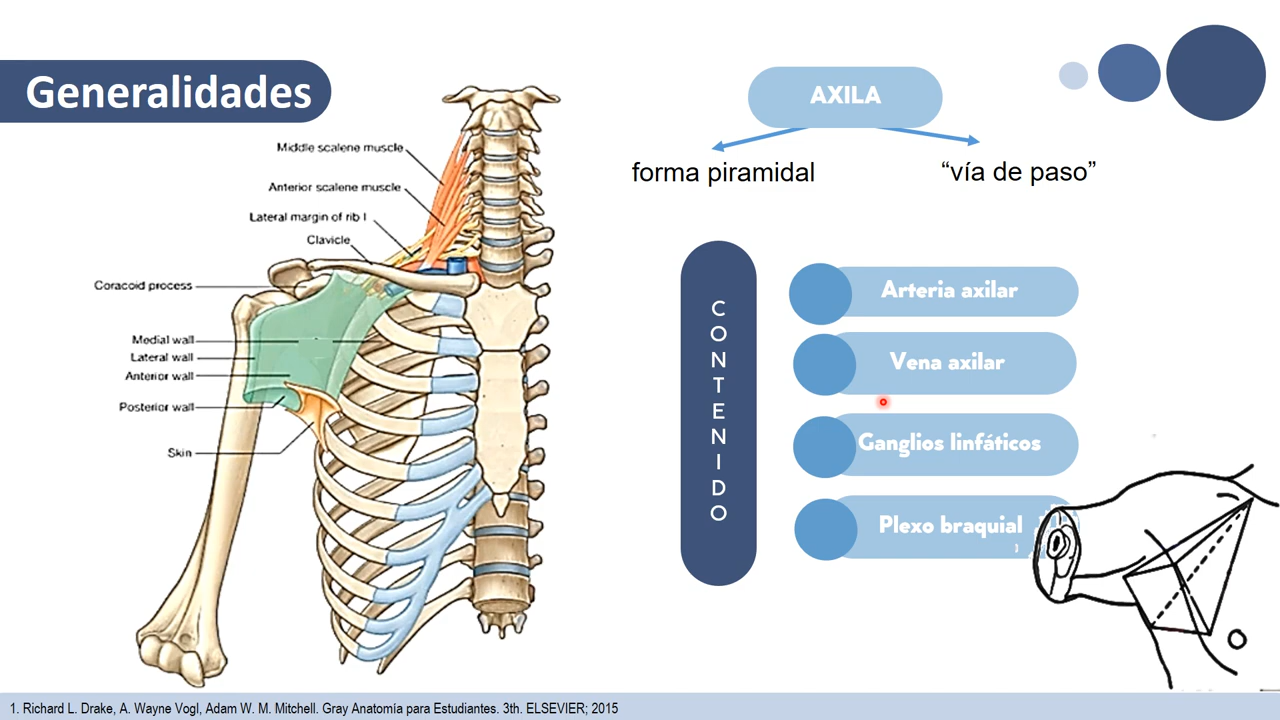 Generalidades
Middle scalene muscle
Anterior scalene muscle
Lateral margin of rib I
Clavicle
Coracoid process
Medial wall
Lateral wall
Anterior wall
Posterior wall
Skin
AXILA
forma piramidal
“vía de paso”
CONTENIDO
Arteria axilar
Vena axilar
Ganglios linfáticos
Plexo braquial
1. Richard L. Drake, A. Wayne Vogl, Adam W. M. Mitchell. Gray Anatomía para Estudiantes. 3th. ELSEVIER; 2015